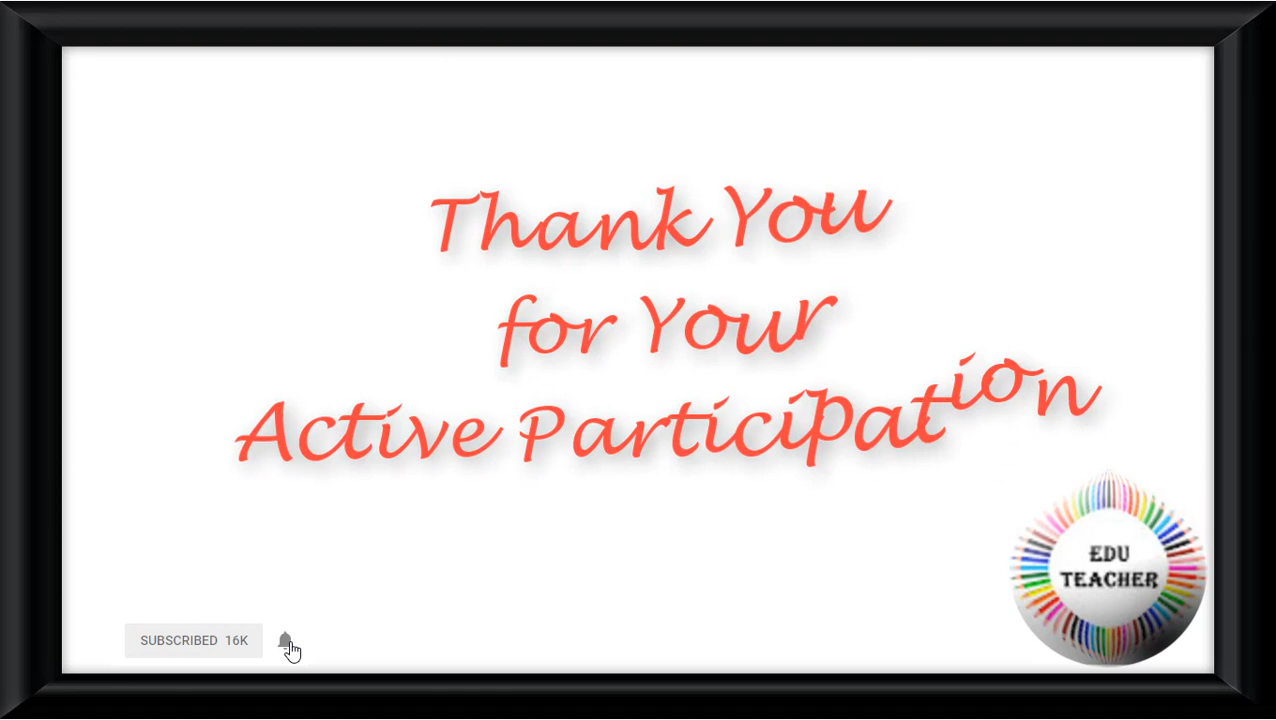 Thank You
for Your
Active Participation
EDU
TEACHER
SUBSCRIBED 16K